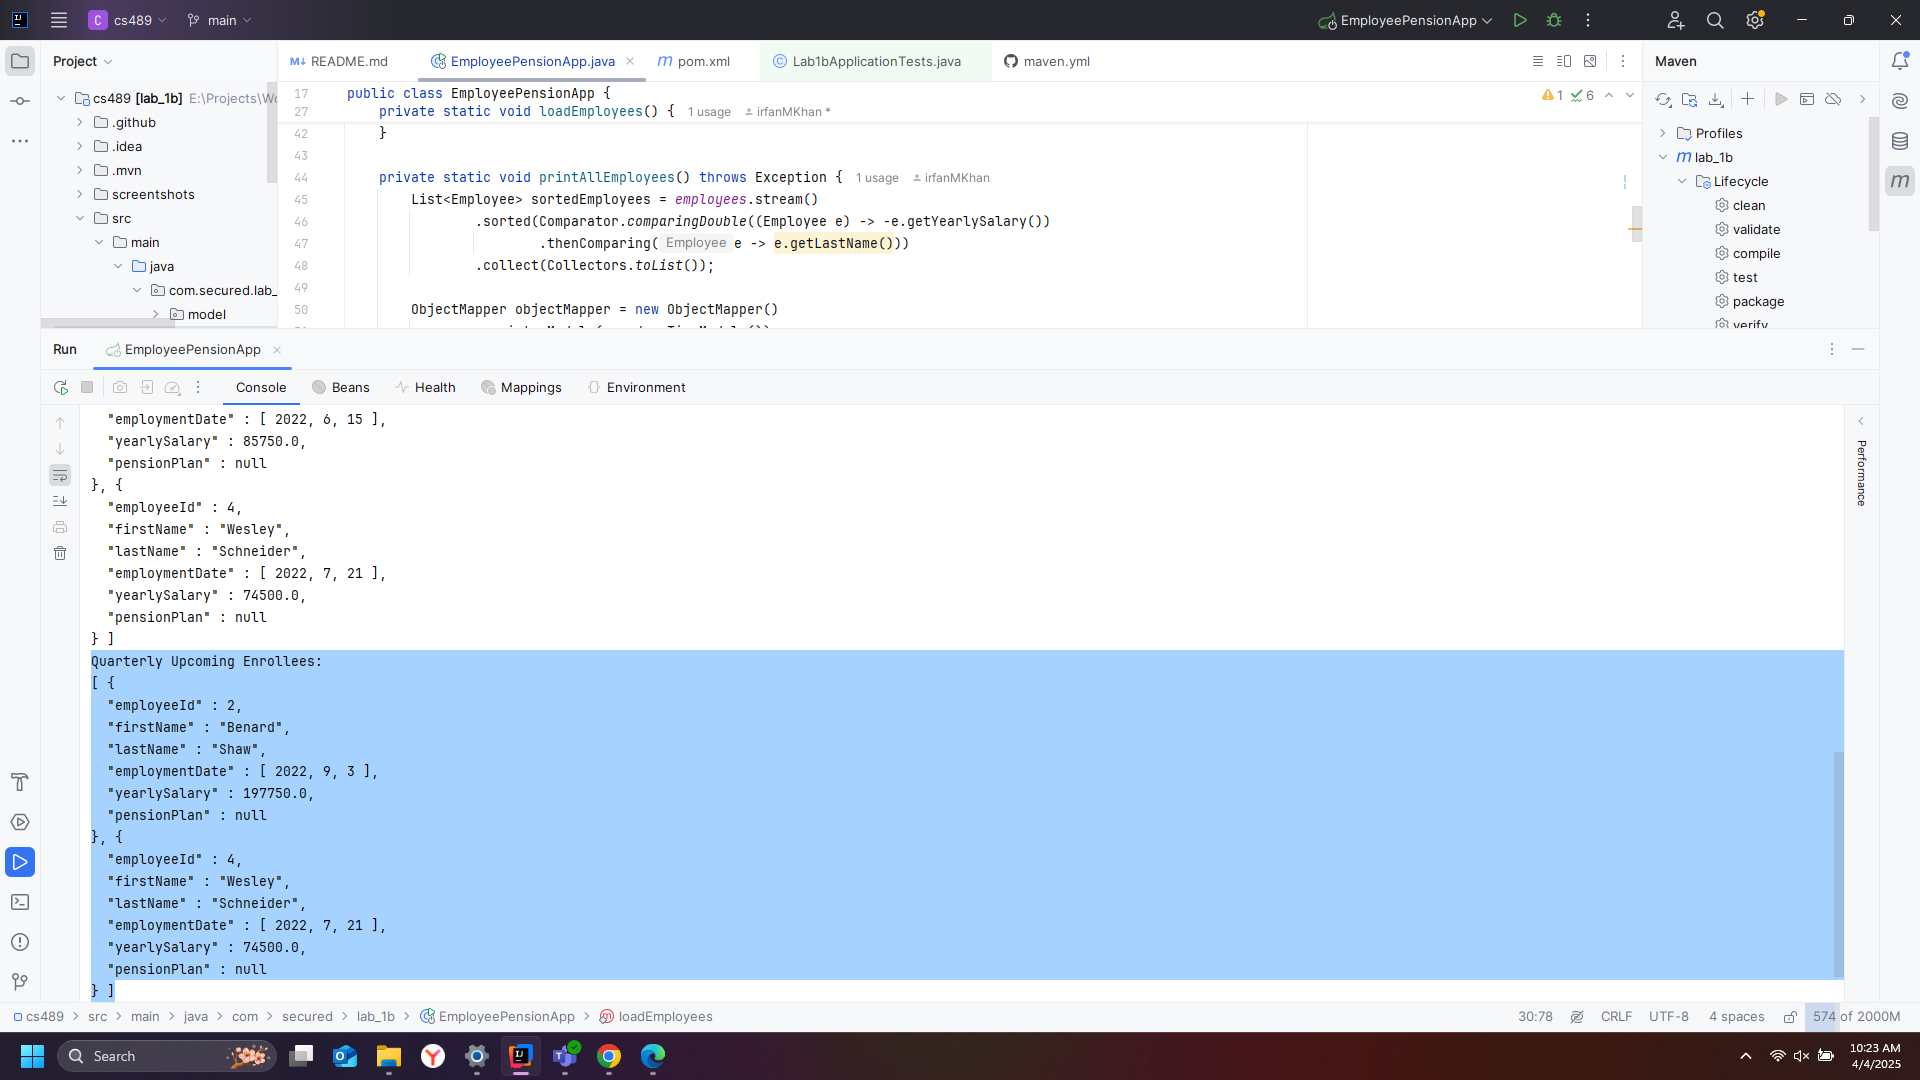 C cs489 main
EmployeePensionApp
Project
README.md EmployeePensionApp.java pom.xml Lab1bApplicationTests.java maven.yml
Maven
cs489 [lab_1b] E:\Projects\Wo
.github
.idea
.mvn
screentshots
src
main
java
com.secured.lab_
model
17 public class EmployeePensionApp {
27 private static void loadEmployees() { 1 usage irfanMKhan *
1 6
42 }
43
44 private static void printAllEmployees() throws Exception { 1 usage irfanMKhan
45 List<Employee> sortedEmployees = employees.stream()
46 .sorted(Comparator.comparingDouble((Employee e) -> -e.getYearlySalary())
47 .thenComparing( Employee e -> e.getLastName()))
48 .collect(Collectors.toList());
49
50 ObjectMapper objectMapper = new ObjectMapper()
Profiles
lab_1b
Lifecycle
clean
validate
compile
test
package
verify
Run EmployeePensionApp
Console Beans Health Mappings Environment
"employmentDate" : [ 2022, 6, 15 ],
"yearlySalary" : 85750.0,
"pensionPlan" : null
}, {
"employeeId" : 4,
"firstName" : "Wesley",
"lastName" : "Schneider",
"employmentDate" : [ 2022, 7, 21 ],
"yearlySalary" : 74500.0,
"pensionPlan" : null
} ]
Quarterly Upcoming Enrollees:
[ {
"employeeId" : 2,
"firstName" : "Benard",
"lastName" : "Shaw",
"employmentDate" : [ 2022, 9, 3 ],
"yearlySalary" : 197750.0,
"pensionPlan" : null
}, {
"employeeId" : 4,
"firstName" : "Wesley",
"lastName" : "Schneider",
"employmentDate" : [ 2022, 7, 21 ],
"yearlySalary" : 74500.0,
"pensionPlan" : null
} ]
Performance
cs489 > src > main > java > com > secured > lab_1b > EmployeePensionApp > loadEmployees
30:78 CRLF UTF-8 4 spaces 574 of 2000M
Search
10:23 AM
4/4/2025